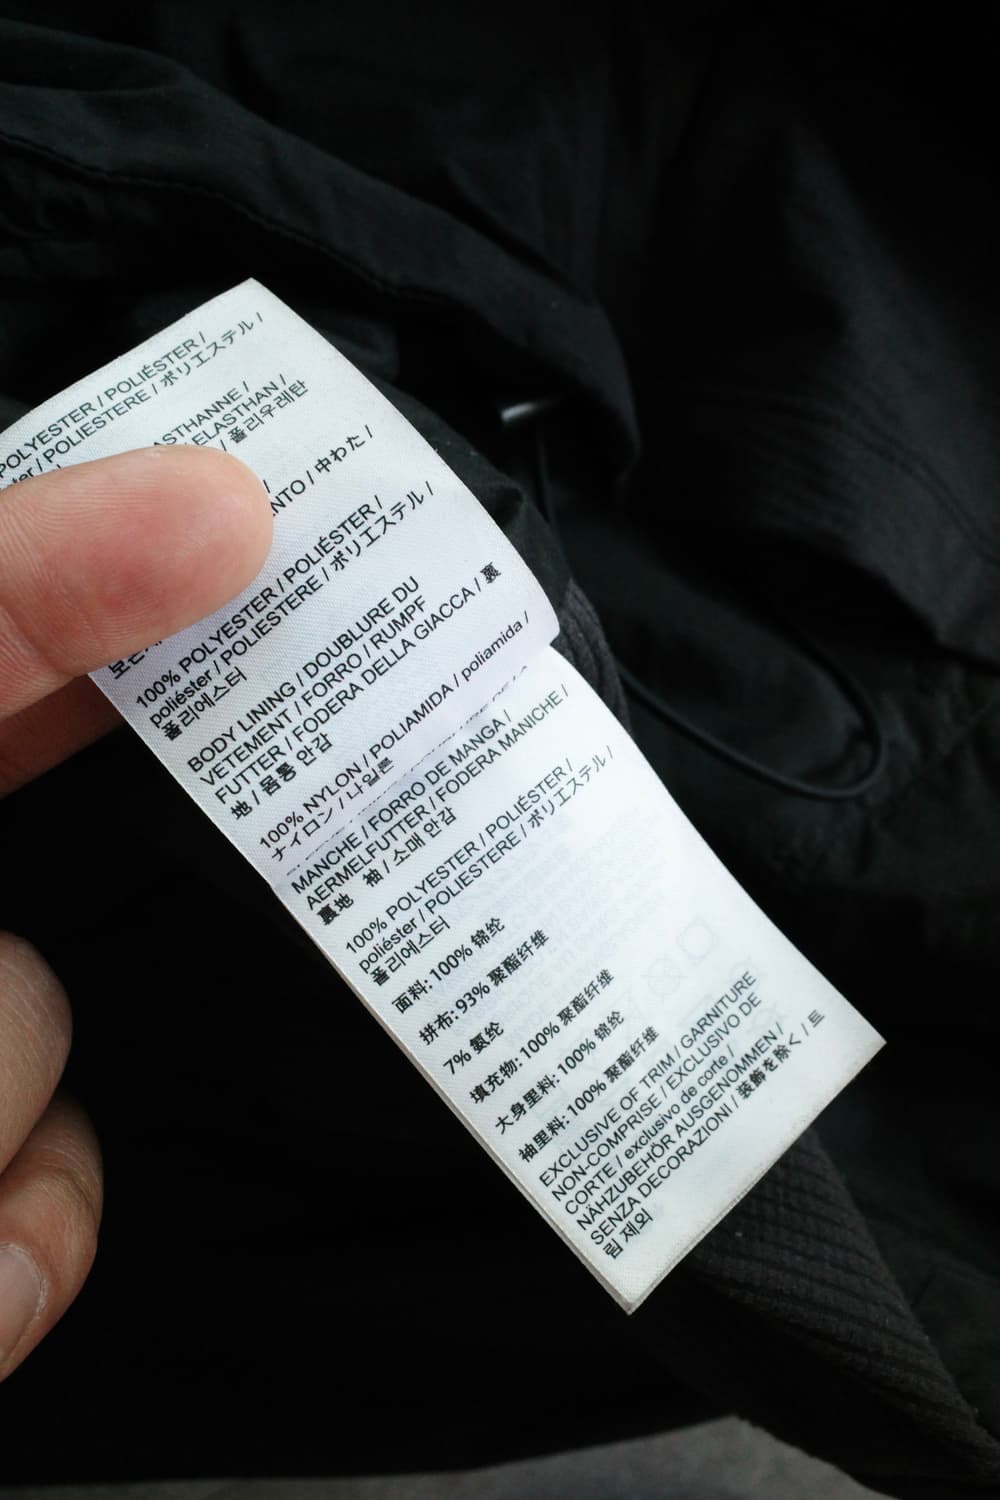 POLYESTER / POLIÉSTER /
ter / POLIESTERE / ポリエステル /
ASTHANNE /
ELASTHAN /
/ 폴리우레탄
NTO / 中わた /
100% POLYESTER / POLIÉSTER /
poliéster / POLIESTERE / ポリエステル /
폴리에스터
BODY LINING / DOUBLURE DU
VETEMENT / FORRO / RUMPF
FUTTER / FODERA DELLA GIACCA / 裏
地 / 몸통 안감
100% NYLON / POLIAMIDA / poliamida /
ナイロン / 나일론
MANCHE / FORRO DE MANGA /
AERMELFUTTER / FODERA MANICHE /
裏地 袖 / 소매 안감
100% POLYESTER / POLIÉSTER /
poliéster / POLIESTERE / ポリエステル /
폴리에스터
面料: 100% 锦纶
拼布: 93% 聚酯纤维
7% 氨纶
填充物: 100% 聚酯纤维
大身里料: 100% 锦纶
袖里料: 100% 聚酯纤维
EXCLUSIVE OF TRIM / GARNITURE
NON-COMPRISE / EXCLUSIVO DE
CORTE / exclusivo de corte /
NÄHZUBEHÖR AUSGENOMMEN /
SENZA DECORAZIONI / 装飾を除く / 트
림 제외